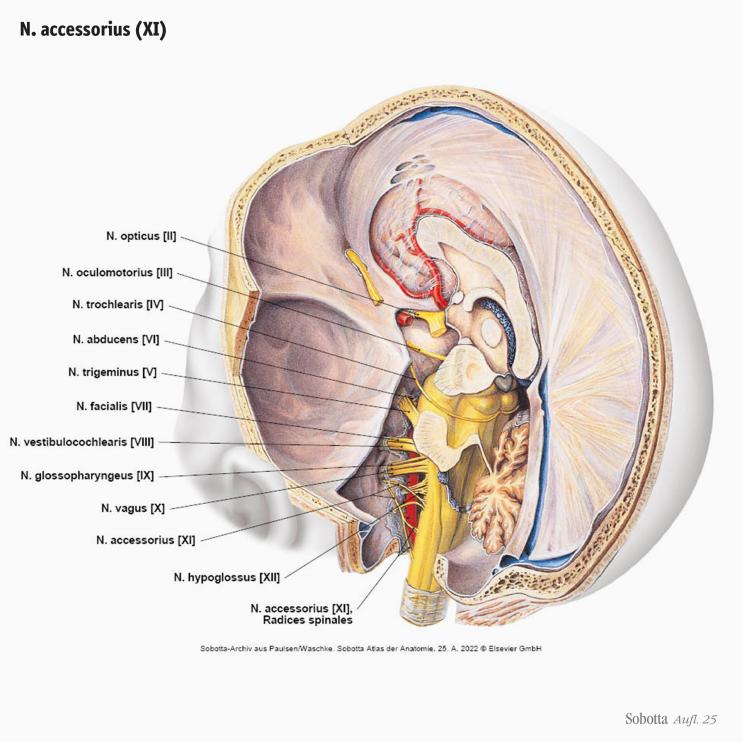 N. accessorius (XI)
N. opticus [II]
N. oculomotorius [III]
N. trochlearis [IV]
N. abducens [VI]
N. trigeminus [V]
N. facialis [VII]
N. vestibulocochlearis [VIII]
N. glossopharyngeus [IX]
N. vagus [X]
N. accessorius [XI]
N. hypoglossus [XII]
N. accessorius [XI],
Radices spinales
Sobotta-Archiv aus Paulsen/Waschke. Sobotta Atlas der Anatomie. 25. A. 2022 © Elsevier GmbH
Sobotta Aufl. 25